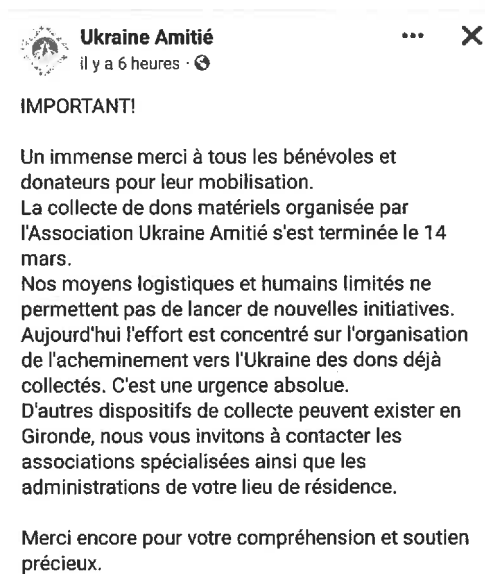 Ukraine Amitié
il y a 6 heures ·
IMPORTANT!
Un immense merci à tous les bénévoles et
donateurs pour leur mobilisation.
La collecte de dons matériels organisée par
l'Association Ukraine Amitié s'est terminée le 14
mars.
Nos moyens logistiques et humains limités ne
permettent pas de lancer de nouvelles initiatives.
Aujourd'hui l'effort est concentré sur l'organisation
de l'acheminement vers l'Ukraine des dons déjà
collectés. C'est une urgence absolue.
D'autres dispositifs de collecte peuvent exister en
Gironde, nous vous invitons à contacter les
associations spécialisées ainsi que les
administrations de votre lieu de résidence.
Merci encore pour votre compréhension et soutien
précieux.